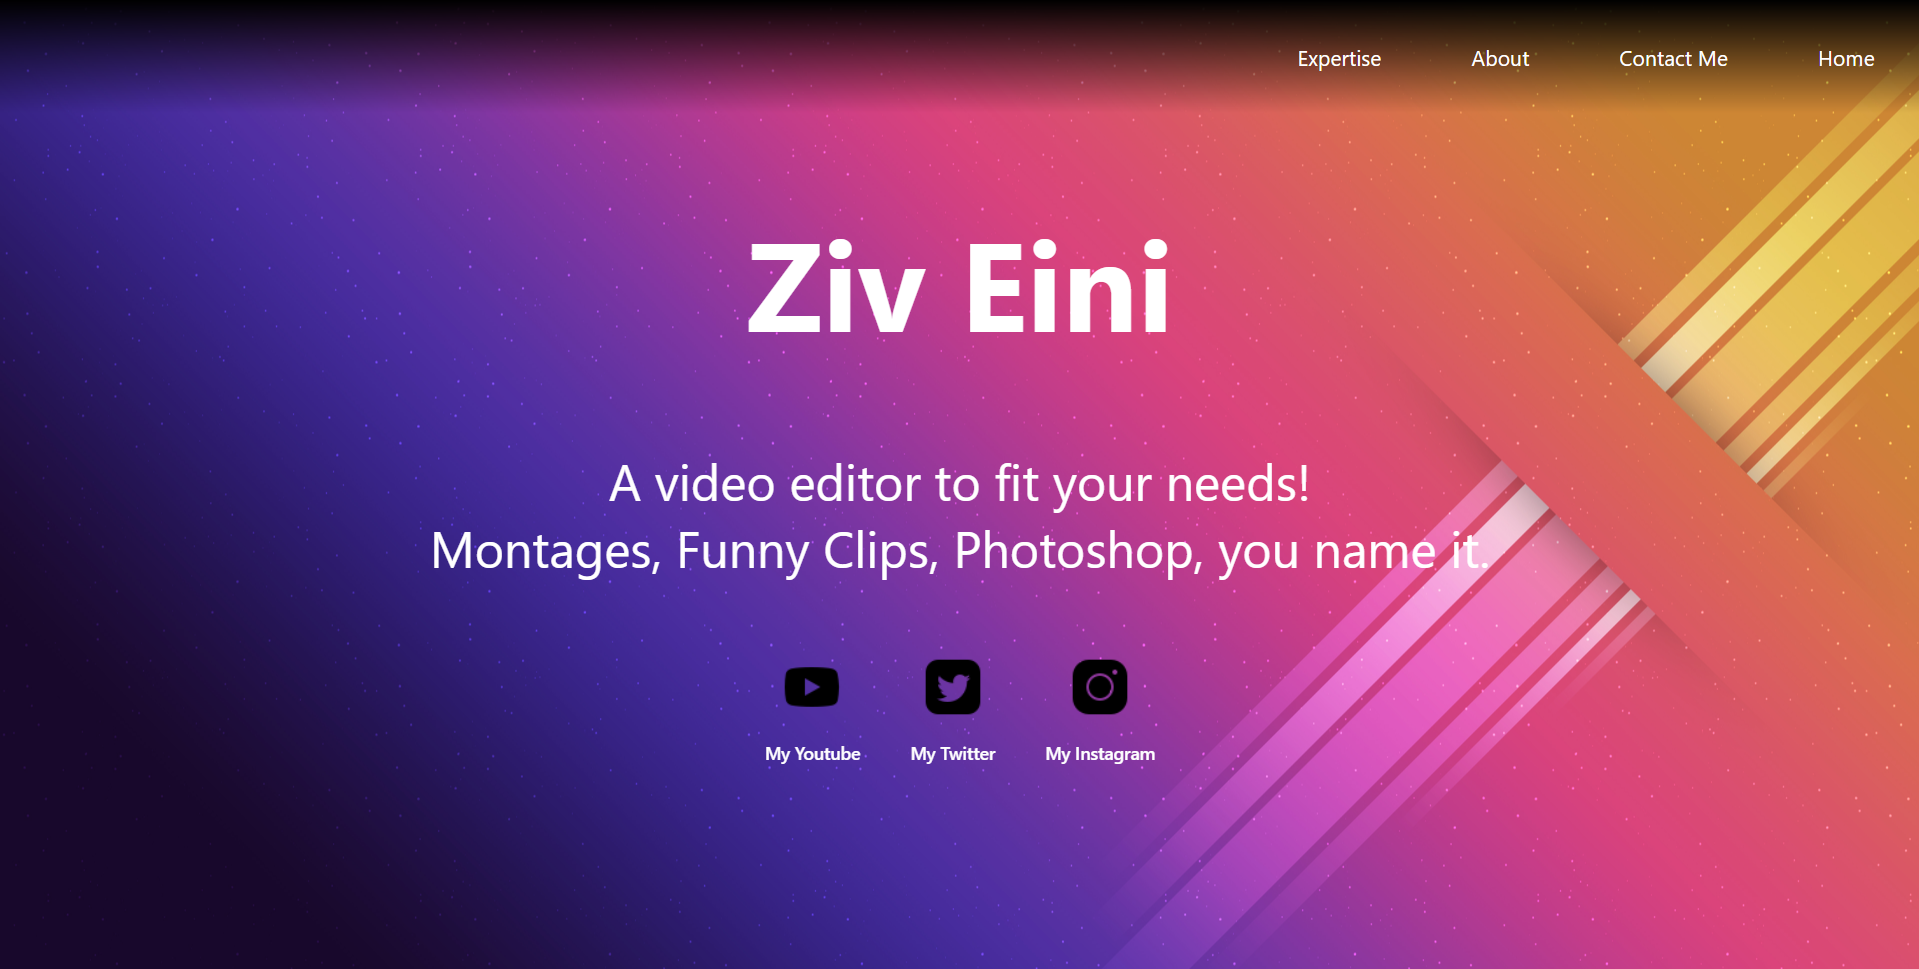 Expertise About Contact Me Home
Ziv Eini
A video editor to fit your needs!
Montages, Funny Clips, Photoshop, you name it.
My Youtube My Twitter My Instagram